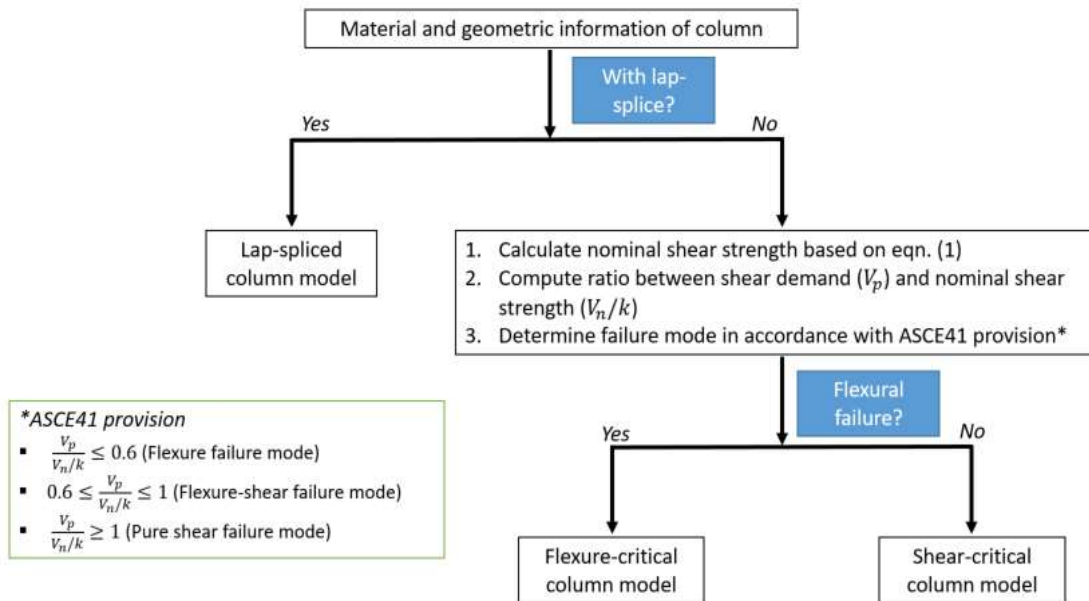 Material and geometric information of column
With lap-
splice?
Yes
No
Lap-spliced
column model
1. Calculate nominal shear strength based on eqn. (1)
2. Compute ratio between shear demand (V_p) and nominal shear
strength (V_n/k)
3. Determine failure mode in accordance with ASCE41 provision*
Flexural
failure?
Yes
No
*ASCE41 provision
▪ V_p/(V_n/k) ≤ 0.6 (Flexure failure mode)
▪ 0.6 ≤ V_p/(V_n/k) ≤ 1 (Flexure-shear failure mode)
▪ V_p/(V_n/k) ≥ 1 (Pure shear failure mode)
Flexure-critical
column model
Shear-critical
column model